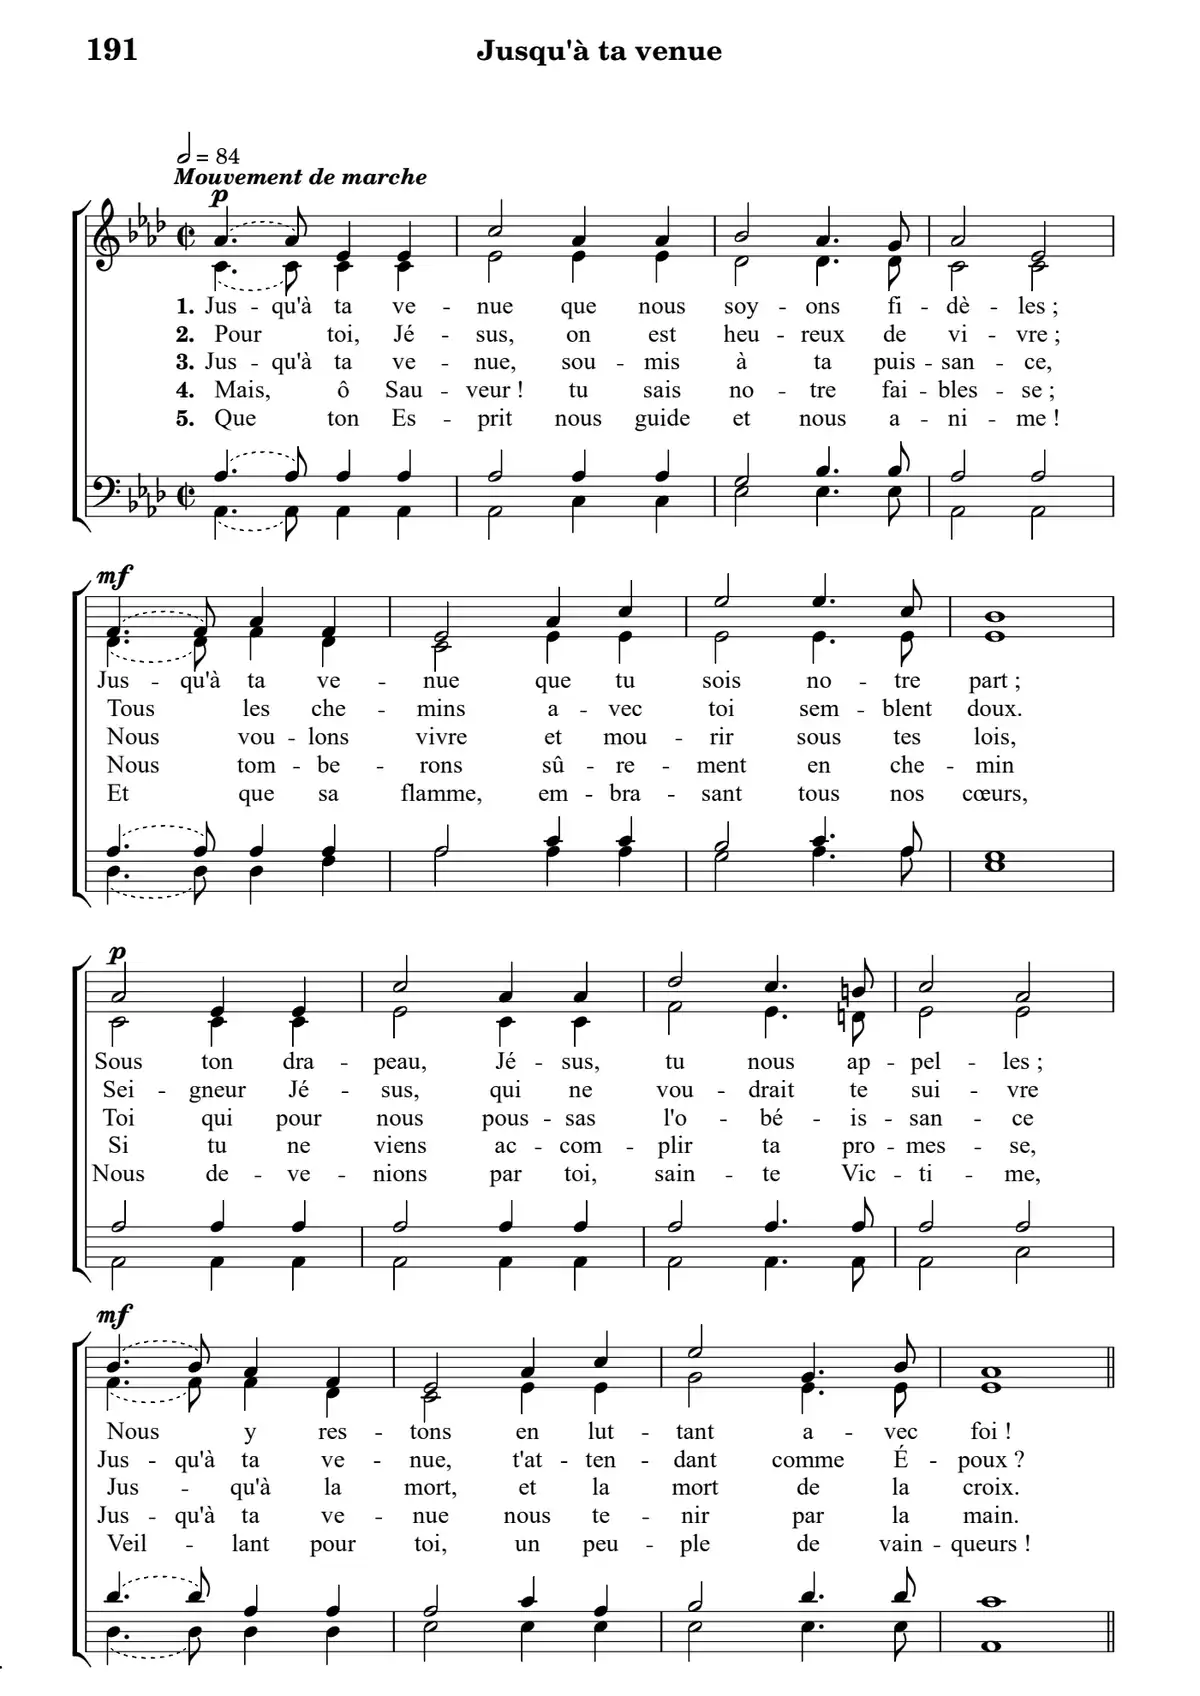 191 Jusqu'à ta venue
= 84
Mouvement de marche
p
1. Jus - qu'à ta ve - nue que nous soy - ons fi - dè - les ;
2. Pour toi, Jé - sus, on est heu - reux de vi - vre ;
3. Jus - qu'à ta ve - nue, sou - mis à ta puis - san - ce,
4. Mais, ô Sau - veur ! tu sais no - tre fai - bles - se ;
5. Que ton Es - prit nous guide et nous a - ni - me !
mf
Jus - qu'à ta ve - nue que tu sois no - tre part ;
Tous les che - mins a - vec toi sem - blent doux.
Nous vou - lons vivre et mou - rir sous tes lois,
Nous tom - be - rons sû - re - ment en che - min
Et que sa flamme, em - bra - sant tous nos cœurs,
p
Sous ton dra - peau, Jé - sus, tu nous ap - pel - les ;
Sei - gneur Jé - sus, qui ne vou - drait te sui - vre
Toi qui pour nous pous - sas l'o - bé - is - san - ce
Si tu ne viens ac - com - plir ta pro - mes - se,
Nous de - ve - nions par toi, sain - te Vic - ti - me,
mf
Nous y res - tons en lut - tant a - vec foi !
Jus - qu'à ta ve - nue, t'at - ten - dant comme É - poux ?
Jus - qu'à la mort, et la mort de la croix.
Jus - qu'à ta ve - nue nous te - nir par la main.
Veil - lant pour toi, un peu - ple de vain - queurs !